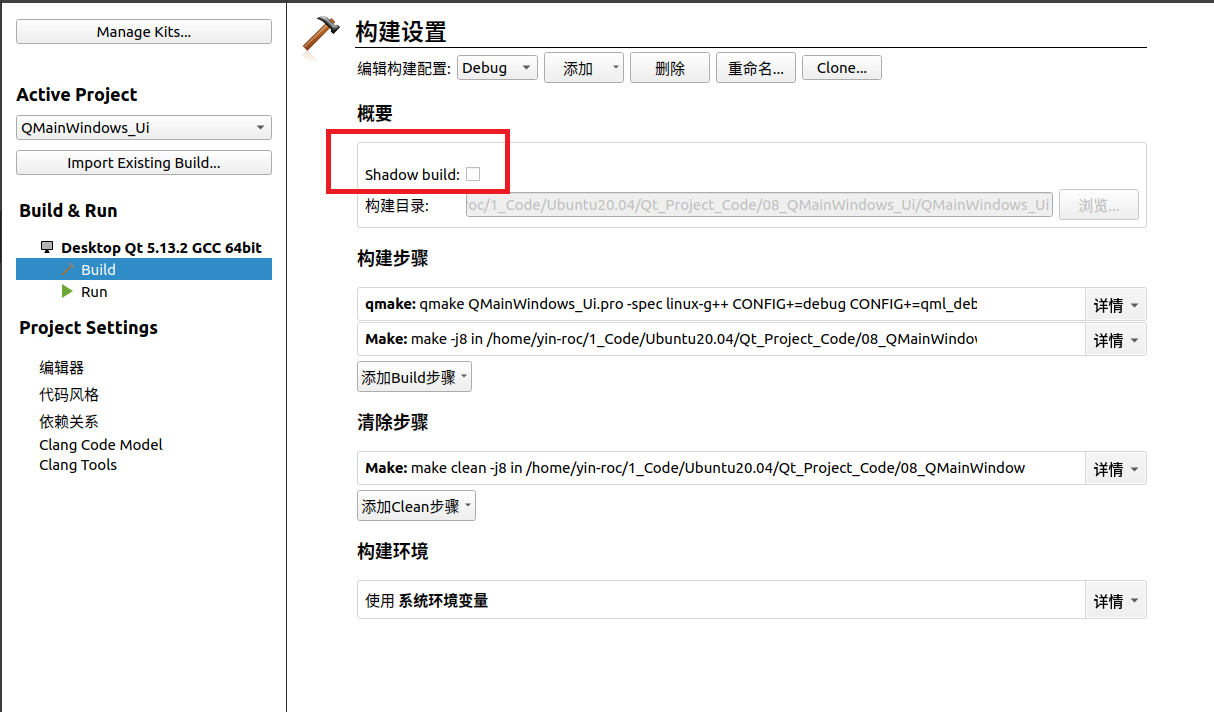 Manage Kits...
Active Project
QMainWindows_Ui
Import Existing Build...
Build & Run
Desktop Qt 5.13.2 GCC 64bit
Build
Run
Project Settings
编辑器
代码风格
依赖关系
Clang Code Model
Clang Tools
构建设置
编辑构建配置: Debug 添加 删除 重命名... Clone...
概要
Shadow build:
构建目录: roc/1_Code/Ubuntu20.04/Qt_Project_Code/08_QMainWindows_Ui/QMainWindows_Ui 浏览...
构建步骤
qmake: qmake QMainWindows_Ui.pro -spec linux-g++ CONFIG+=debug CONFIG+=qml_deb 详情
Make: make -j8 in /home/yin-roc/1_Code/Ubuntu20.04/Qt_Project_Code/08_QMainWindov 详情
添加Build步骤
清除步骤
Make: make clean -j8 in /home/yin-roc/1_Code/Ubuntu20.04/Qt_Project_Code/08_QMainWindow 详情
添加Clean步骤
构建环境
使用 系统环境变量 详情